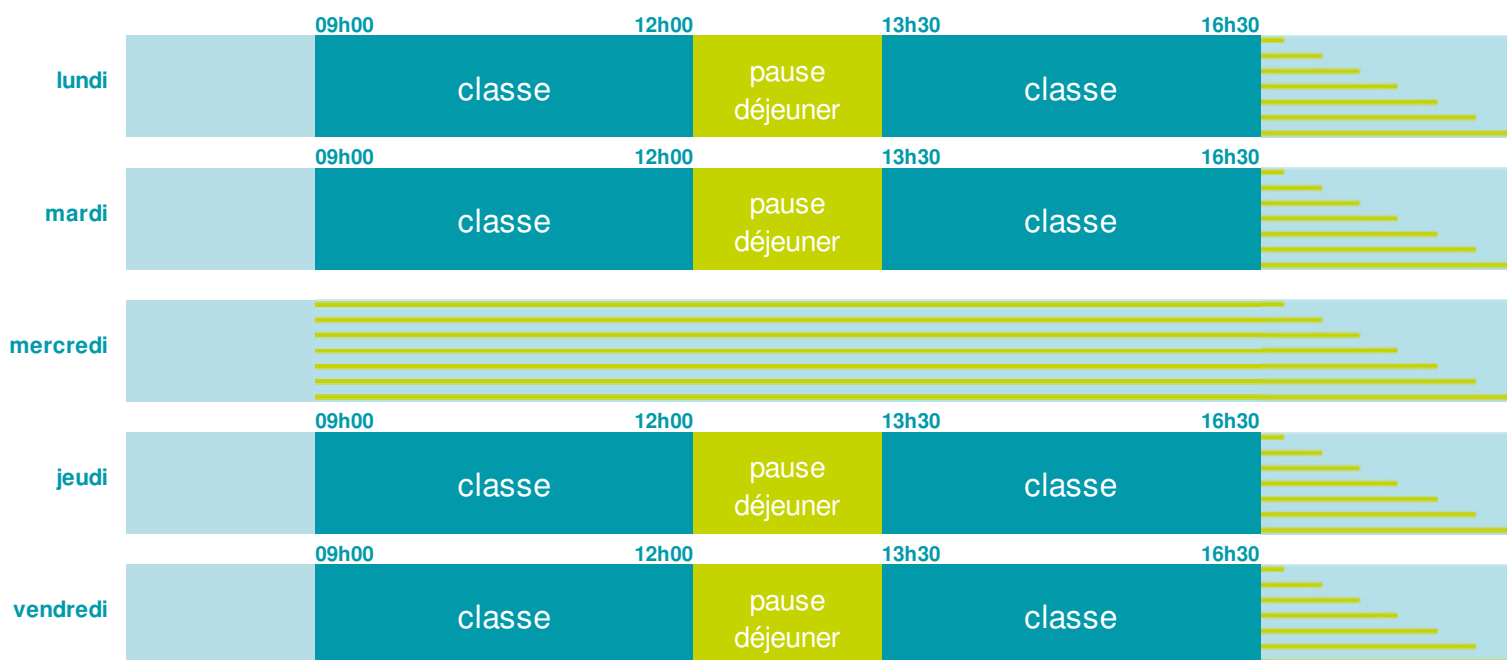 09h00 12h00 13h30 16h30
lundi classe pause déjeuner classe
09h00 12h00 13h30 16h30
mardi classe pause déjeuner classe
mercredi
09h00 12h00 13h30 16h30
jeudi classe pause déjeuner classe
09h00 12h00 13h30 16h30
vendredi classe pause déjeuner classe